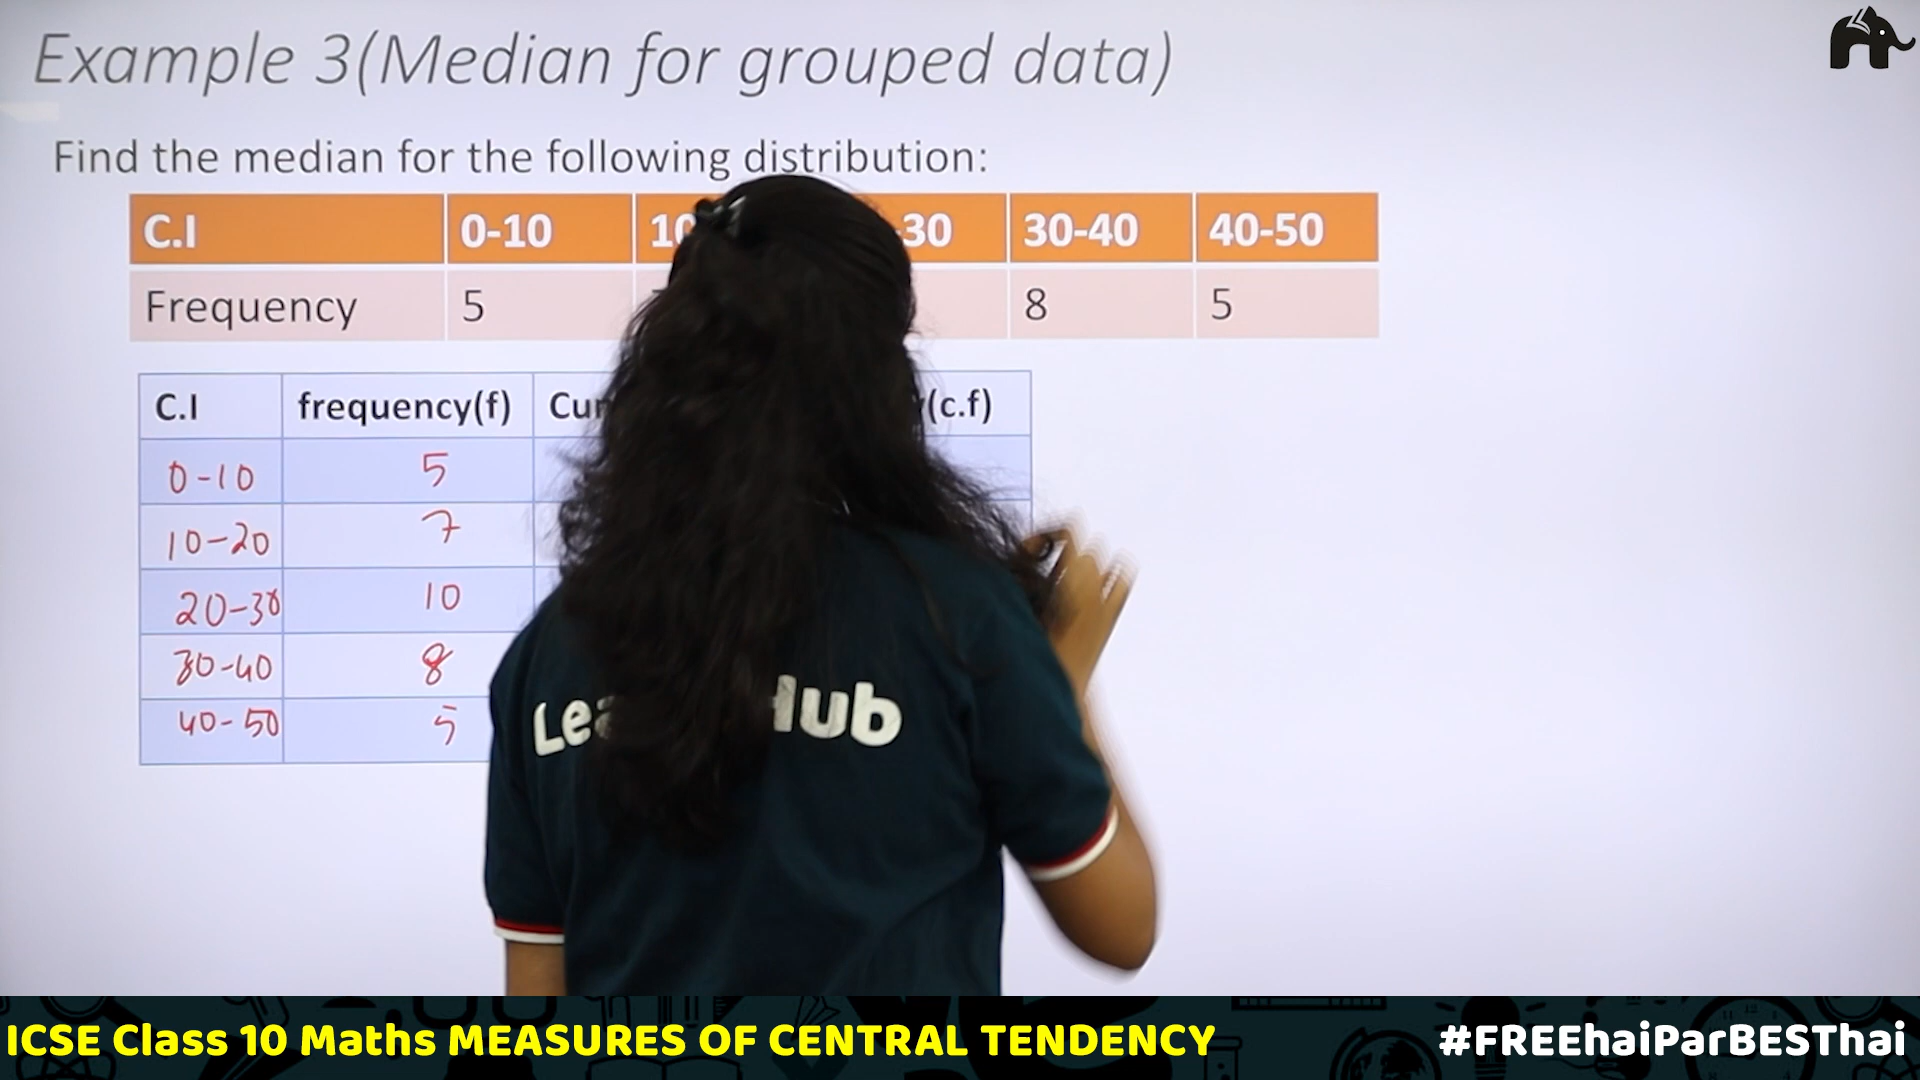 Example 3(Median for grouped data)
Find the median for the following distribution:
C.I 0-10 10 30 30-40 40-50
Frequency 5 8 5
C.I frequency(f) (c.f)
0-10 5
10-20 7
20-30 10
30-40 8
40-50 5
Hub
ICSE Class 10 Maths MEASURES OF CENTRAL TENDENCY
#FREEhaiParBESThai